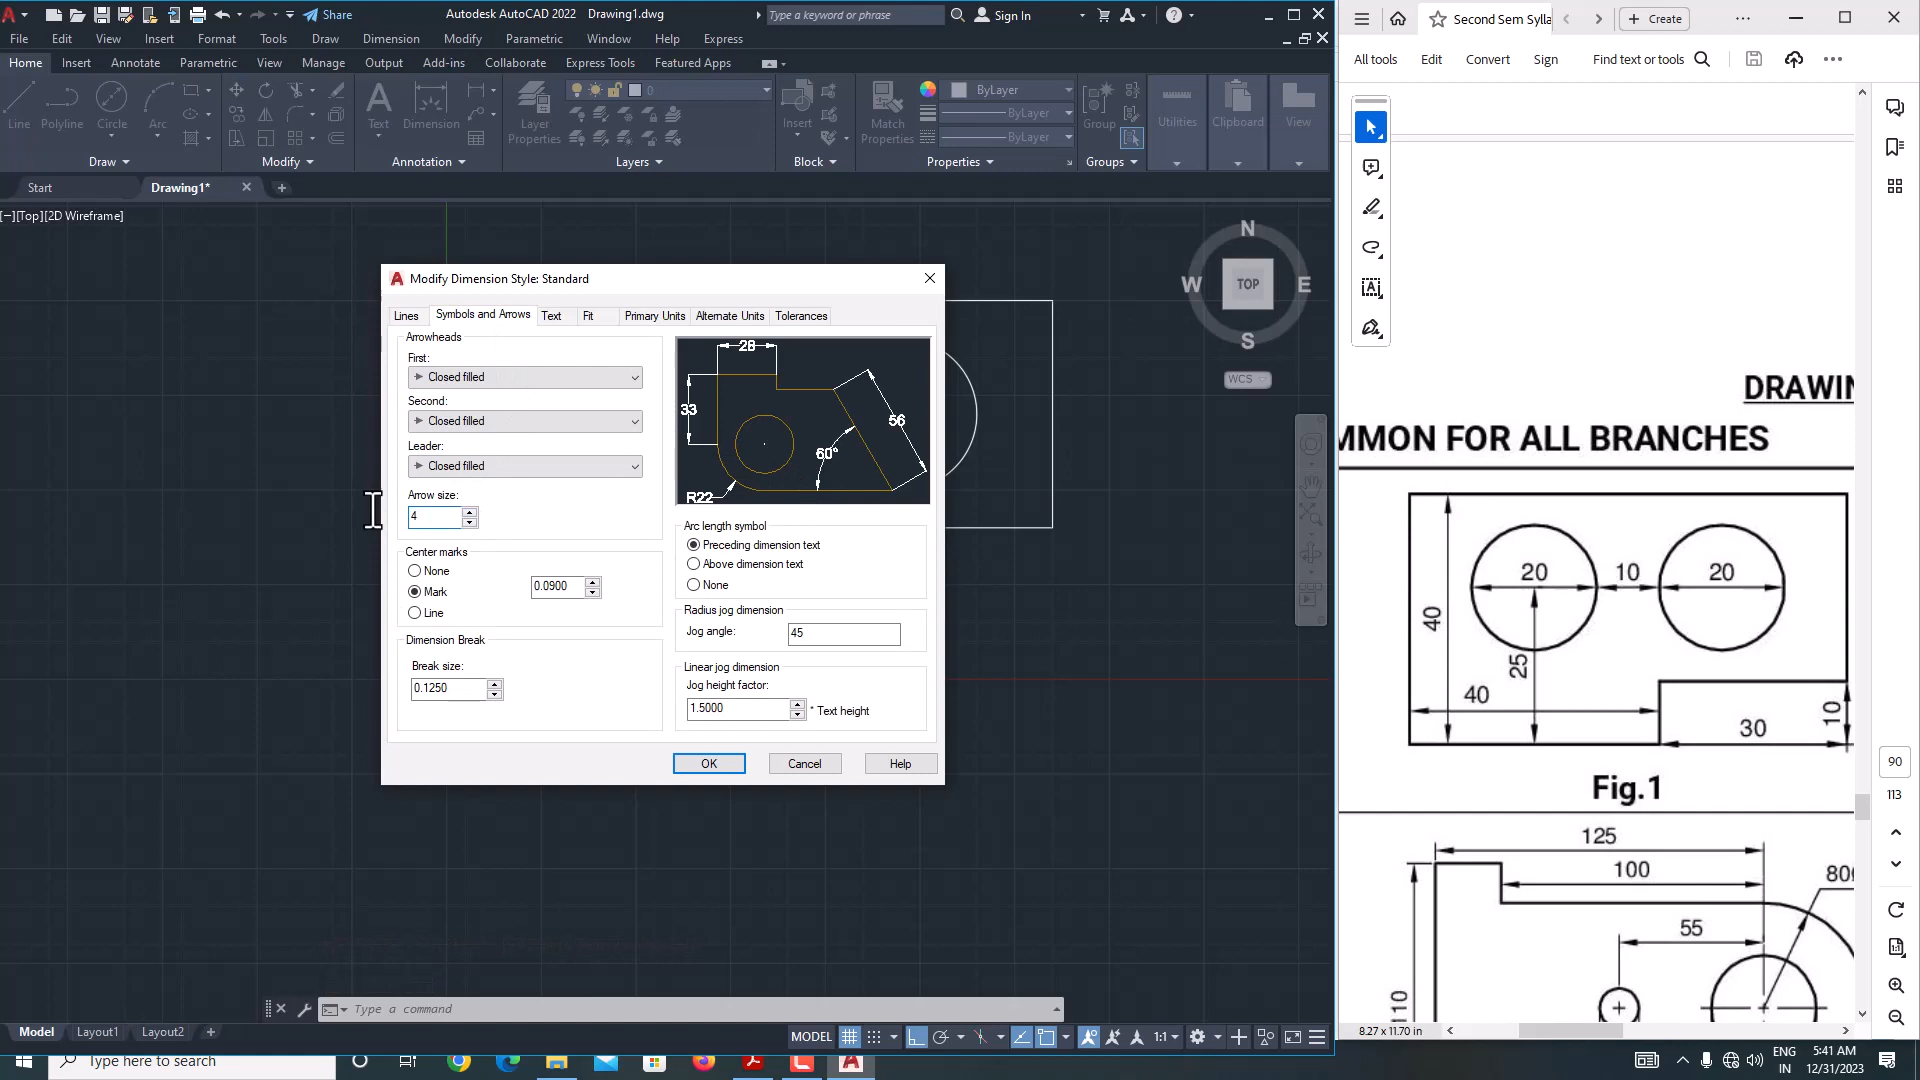 Share
Autodesk AutoCAD 2022 Drawing1.dwg
Type a keyword or phrase
Sign In
File Edit View Insert Format Tools Draw Dimension Modify Parametric Window Help Express
Home Insert Annotate Parametric View Manage Output Add-ins Collaborate Express Tools Featured Apps
0
ByLayer
Line Polyline Circle Arc
Text Dimension
Layer Properties
Insert
Match Properties
ByLayer
ByLayer
Group
Utilities
Clipboard
View
Draw
Modify
Annotation
Layers
Block
Properties
Groups
Start
Drawing1*
[−][Top][2D Wireframe]
N
W
TOP
E
S
WCS
Modify Dimension Style: Standard
Lines
Symbols and Arrows
Text
Fit
Primary Units
Alternate Units
Tolerances
Arrowheads
First:
Closed filled
Second:
Closed filled
Leader:
Closed filled
Arrow size:
4
Center marks
None
Mark
0.0900
Line
Dimension Break
Break size:
0.1250
28
33
56
60°
R22
Arc length symbol
Preceding dimension text
Above dimension text
None
Radius jog dimension
Jog angle:
45
Linear jog dimension
Jog height factor:
1.5000
* Text height
OK
Cancel
Help
Type a command
Model
Layout1
Layout2
MODEL
1:1
Second Sem Sylla
Create
All tools
Edit
Convert
Sign
Find text or tools
DRAWIN
MMON FOR ALL BRANCHES
20
10
20
40
25
40
10
30
Fig.1
125
100
80
55
110
8.27 x 11.70 in
90
113
Type here to search
ENG
IN
5:41 AM
12/31/2023